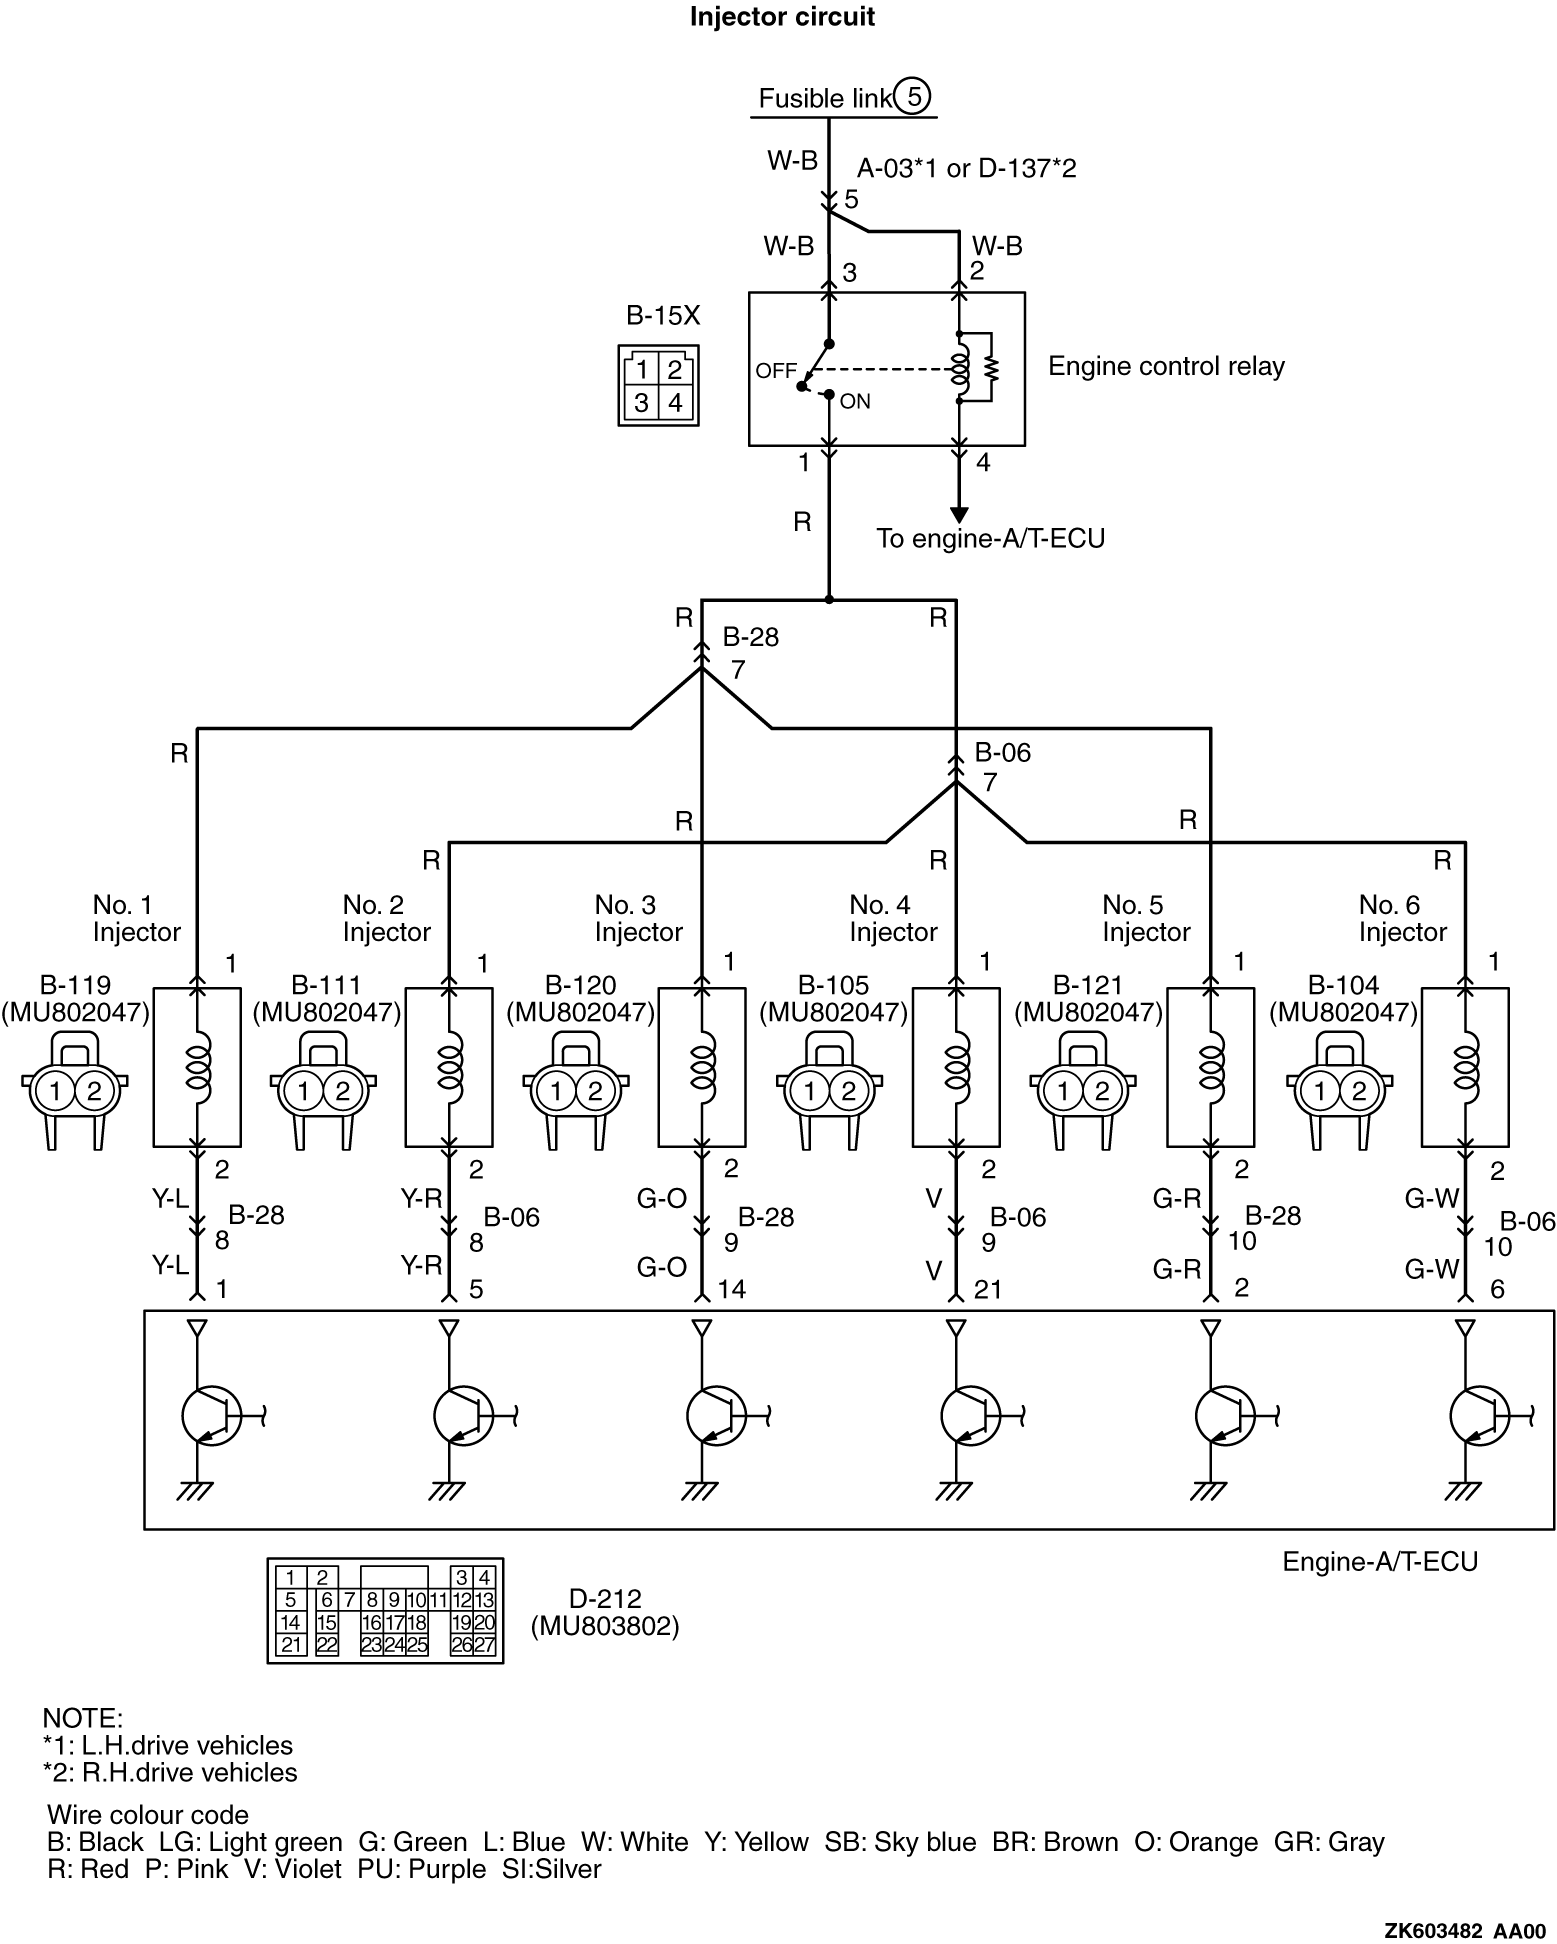 Injector circuit
Fusible link 5
W-B
A-03*1 or D-137*2
5
W-B
W-B
3
2
B-15X
1 2
3 4
OFF
ON
Engine control relay
1
4
R
To engine-A/T-ECU
R
R
B-28
7
R
B-06
7
R
R
R
R
R
No. 1
Injector
No. 2
Injector
No. 3
Injector
No. 4
Injector
No. 5
Injector
No. 6
Injector
1
1
1
1
1
1
B-119
(MU802047)
B-111
(MU802047)
B-120
(MU802047)
B-105
(MU802047)
B-121
(MU802047)
B-104
(MU802047)
1 2
1 2
1 2
1 2
1 2
1 2
2
2
2
2
2
2
Y-L
Y-R
G-O
V
G-R
G-W
B-28
B-06
B-28
B-06
B-28
B-06
8
8
9
9
10
10
Y-L
Y-R
G-O
V
G-R
G-W
1
5
14
21
2
6
Engine-A/T-ECU
1 2 3 4
5 6 7 8 9 10 11 12 13
14 15 16 17 18 19 20
21 22 23 24 25 26 27
D-212
(MU803802)
NOTE:
*1: L.H.drive vehicles
*2: R.H.drive vehicles
Wire colour code
B: Black LG: Light green G: Green L: Blue W: White Y: Yellow SB: Sky blue BR: Brown O: Orange GR: Gray
R: Red P: Pink V: Violet PU: Purple SI:Silver
ZK603482 AA00